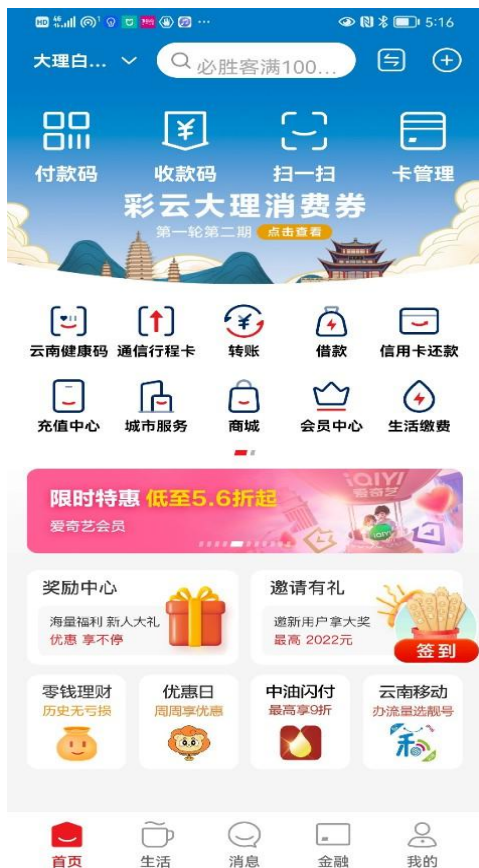 HD 4G 5:16
大理白... 必胜客满100...
付款码 收款码 扫一扫 卡管理
彩云大理消费券
第一轮第二期 点击查看
云南健康码 通信行程卡 转账 借款 信用卡还款
充值中心 城市服务 商城 会员中心 生活缴费
限时特惠 低至5.6折起
爱奇艺会员
iQIYI
爱奇艺
iQIYI
奖励中心 邀请有礼
海量福利 新人大礼 邀新用户拿大奖
优惠 享不停 最高 2022元
签到
零钱理财 优惠日 中油闪付 云南移动
历史无亏损 周周享优惠 最高享9折 办流量选靓号
和
首页 生活 消息 金融 我的